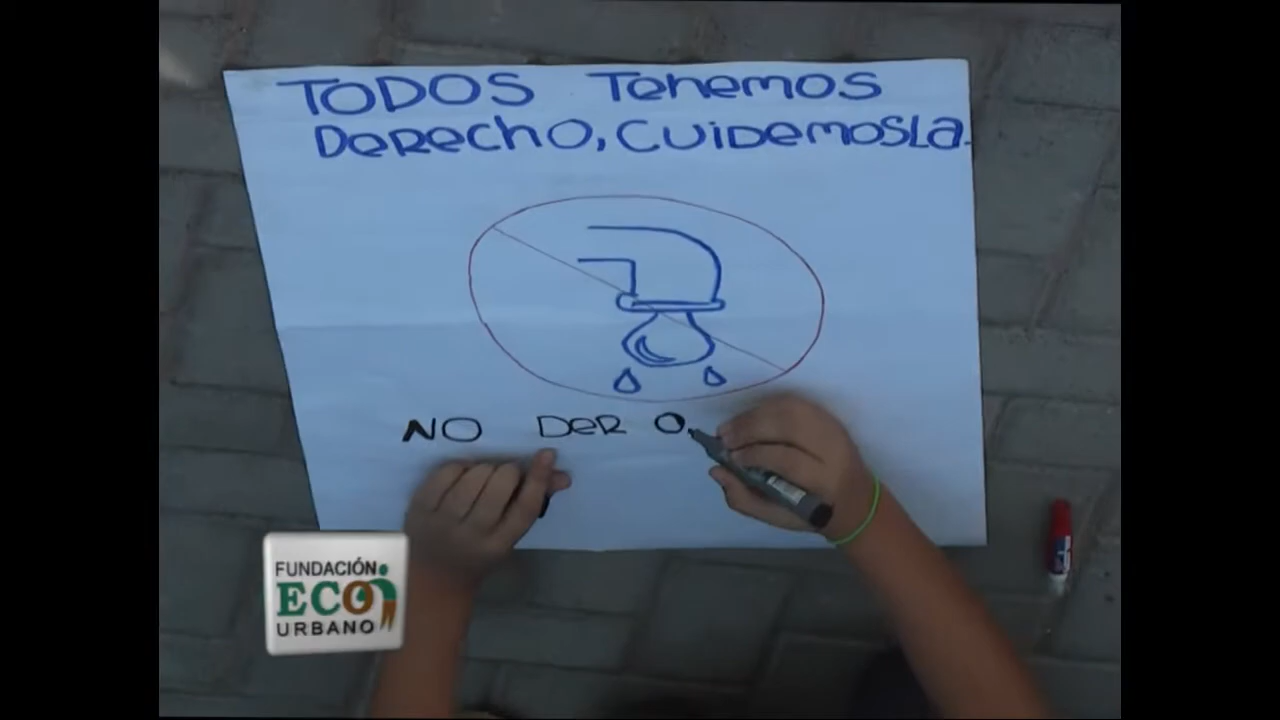 TODOS Tenemos
DeRecHO, CUIDemosLa.
NO DeR O
FUNDACIÓN
ECO
URBANO